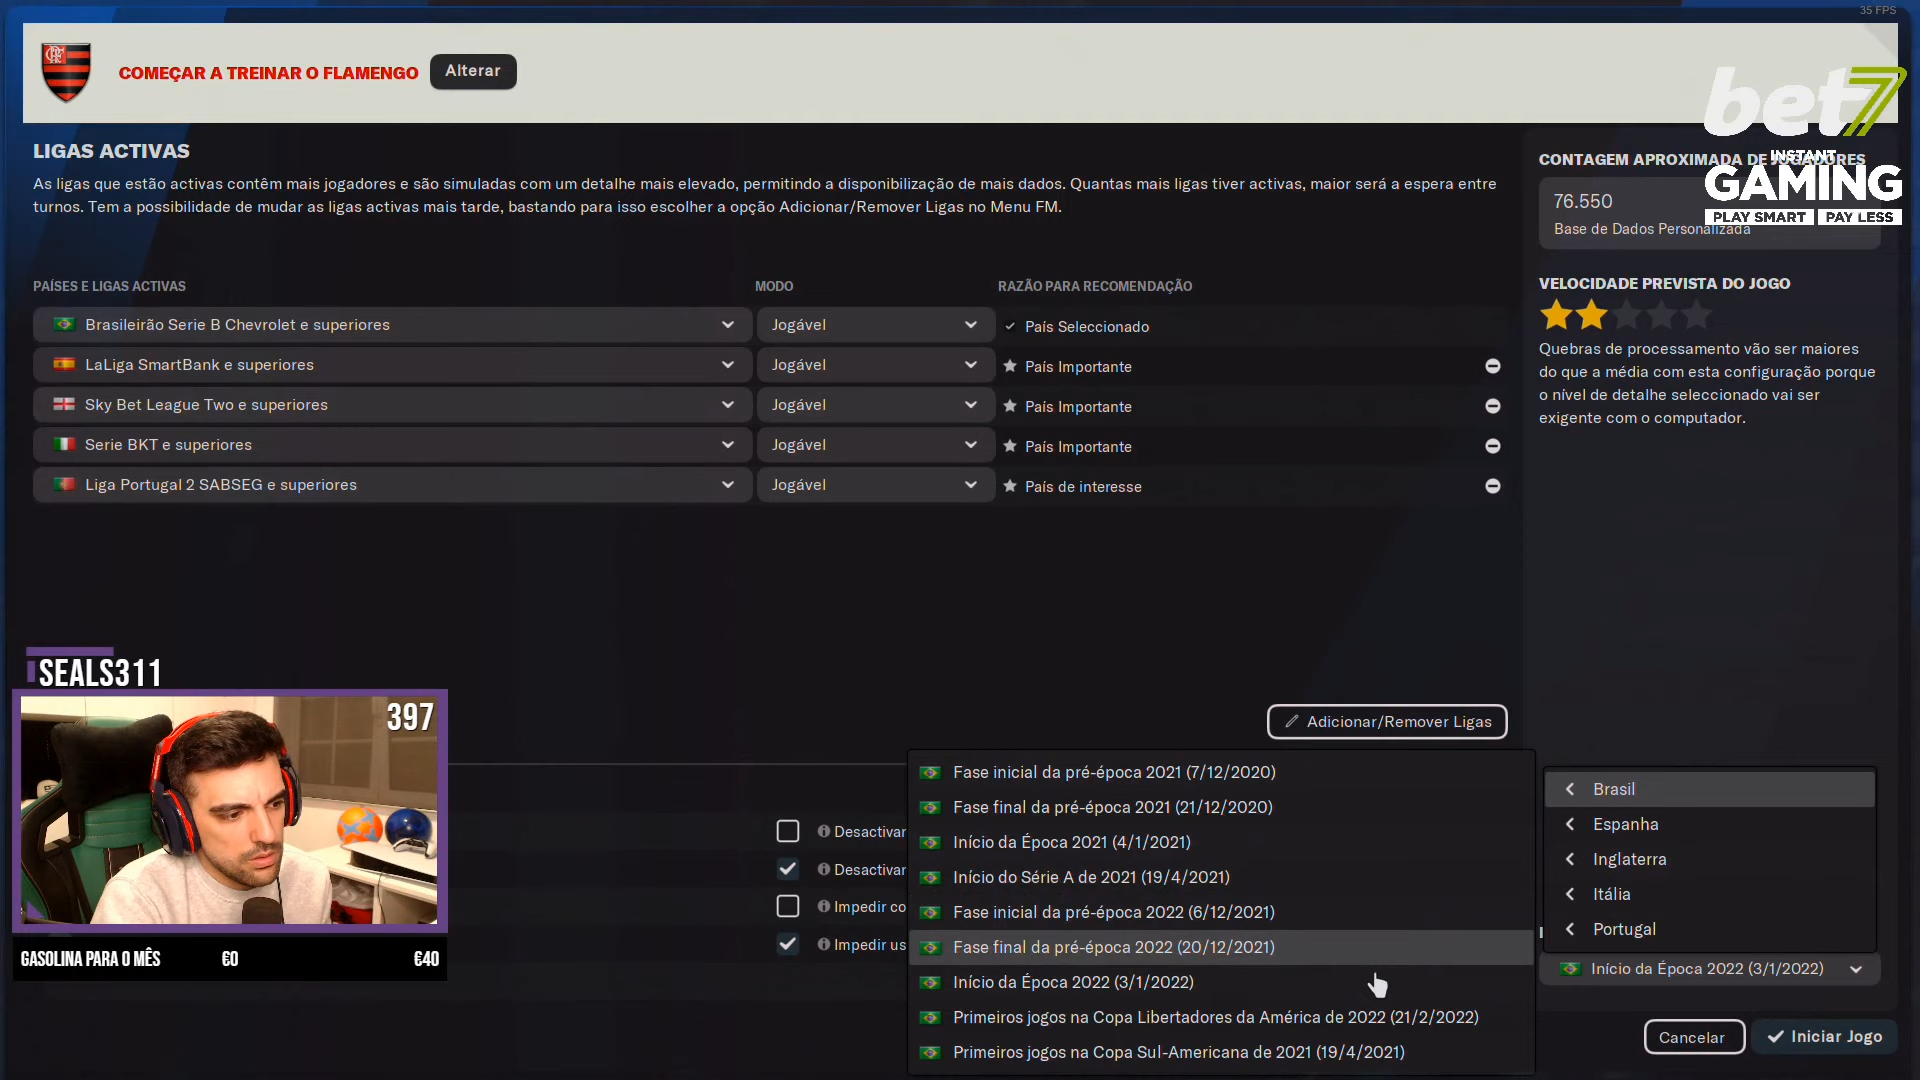 35 FPS
COMEÇAR A TREINAR O FLAMENGO
Alterar
bet7
INSTANT
GAMING
PLAY SMART PAY LESS
LIGAS ACTIVAS
As ligas que estão activas contêm mais jogadores e são simuladas com um detalhe mais elevado, permitindo a disponibilização de mais dados. Quantas mais ligas tiver activas, maior será a espera entre
turnos. Tem a possibilidade de mudar as ligas activas mais tarde, bastando para isso escolher a opção Adicionar/Remover Ligas no Menu FM.
CONTAGEM APROXIMADA DE JOGADORES
76.550
Base de Dados Personalizada
VELOCIDADE PREVISTA DO JOGO
Quebras de processamento vão ser maiores
do que a média com esta configuração porque
o nível de detalhe seleccionado vai ser
exigente com o computador.
PAÍSES E LIGAS ACTIVAS MODO RAZÃO PARA RECOMENDAÇÃO
Brasileirão Serie B Chevrolet e superiores Jogável País Seleccionado
LaLiga SmartBank e superiores Jogável País Importante
Sky Bet League Two e superiores Jogável País Importante
Serie BKT e superiores Jogável País Importante
Liga Portugal 2 SABSEG e superiores Jogável País de interesse
SEALS311
397
GASOLINA PARA O MÊS €0 €40
Adicionar/Remover Ligas
Desactivar
Desactivar
Impedir co
Impedir us
Fase inicial da pré-época 2021 (7/12/2020)
Fase final da pré-época 2021 (21/12/2020)
Início da Época 2021 (4/1/2021)
Início do Série A de 2021 (19/4/2021)
Fase inicial da pré-época 2022 (6/12/2021)
Fase final da pré-época 2022 (20/12/2021)
Início da Época 2022 (3/1/2022)
Primeiros jogos na Copa Libertadores da América de 2022 (21/2/2022)
Primeiros jogos na Copa Sul-Americana de 2021 (19/4/2021)
Brasil
Espanha
Inglaterra
Itália
Portugal
Início da Época 2022 (3/1/2022)
Cancelar
Iniciar Jogo